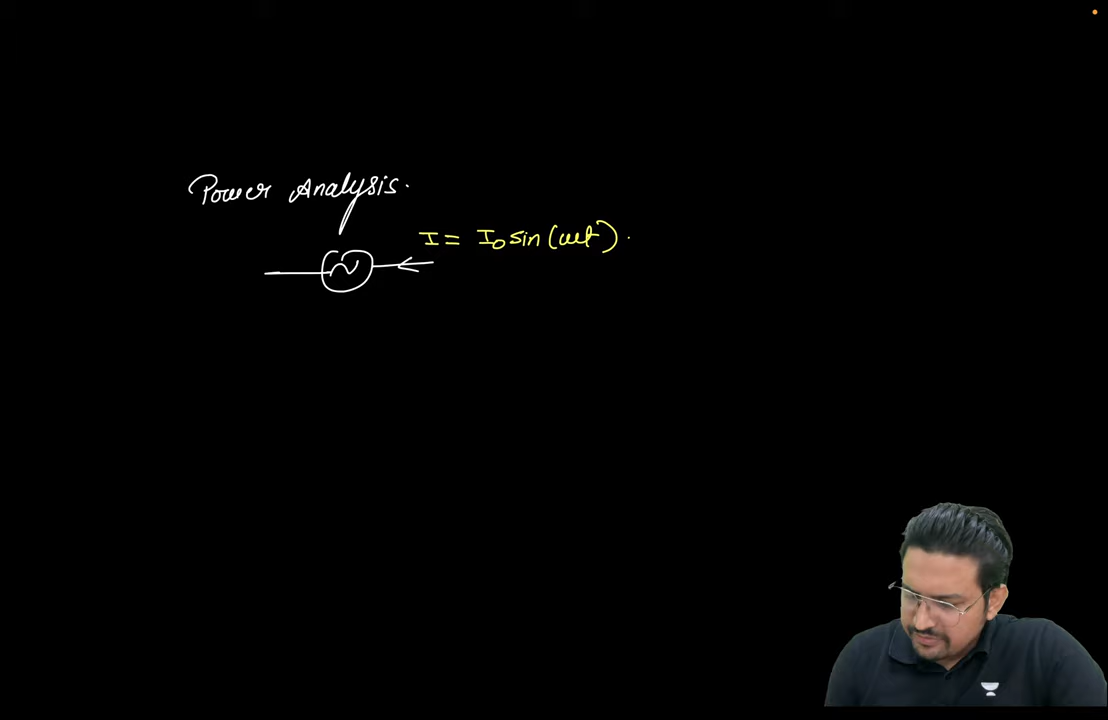 Power Analysis.
I = I₀ sin(ωt).